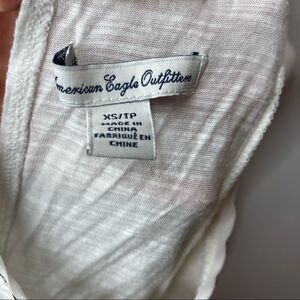 American Eagle Outfitters
XS/TP
MADE IN
CHINA
FABRIQUÉ EN
CHINE